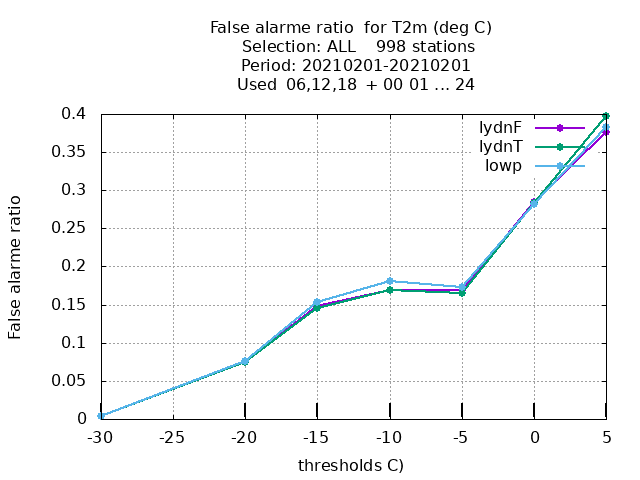 False alarme ratio  for T2m (deg C)
Selection: ALL    998 stations
Period: 20210201-20210201
Used  06,12,18  + 00 01 ... 24
lydnF
lydnT
lowp
False alarme ratio
0.4
0.35
0.3
0.25
0.2
0.15
0.1
0.05
0
-30 -25 -20 -15 -10 -5 0 5
thresholds C)